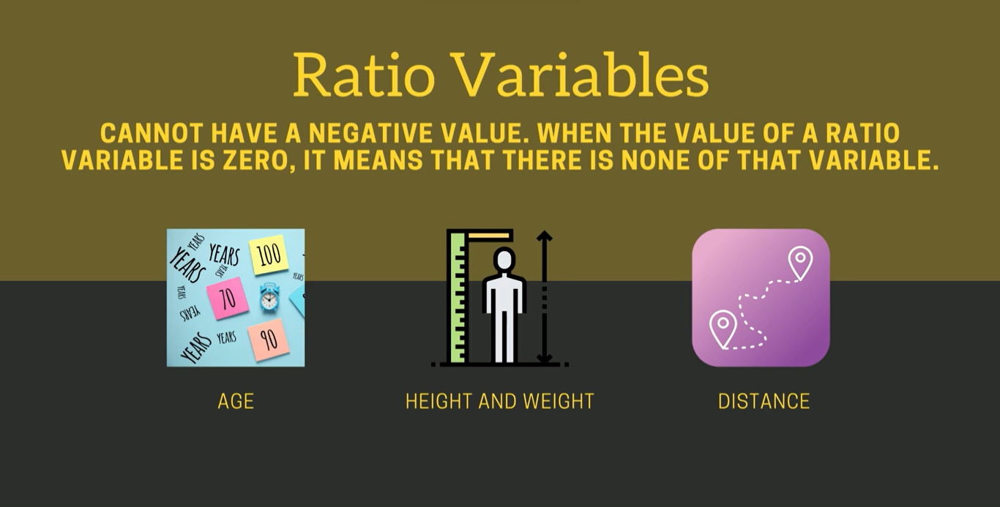 Ratio Variables
CANNOT HAVE A NEGATIVE VALUE. WHEN THE VALUE OF A RATIO
VARIABLE IS ZERO, IT MEANS THAT THERE IS NONE OF THAT VARIABLE.
YEARS
YEARS
YEARS
100
YEARS
YEARS
70
YEARS
YEARS
YEARS
YEARS
90
AGE
HEIGHT AND WEIGHT
DISTANCE